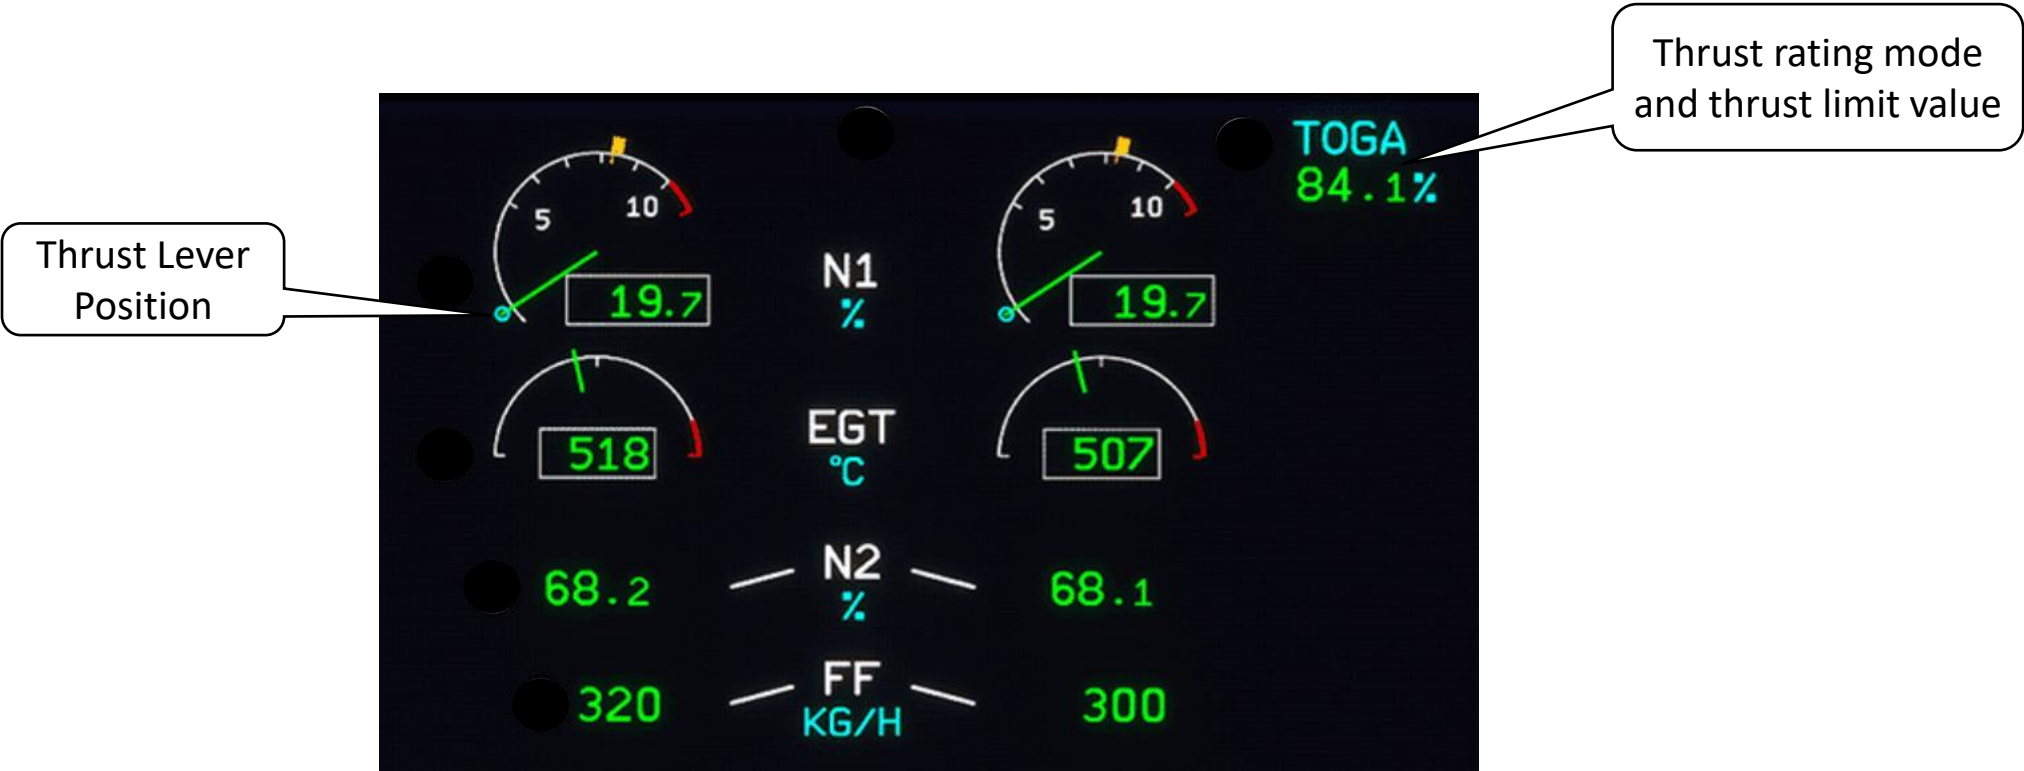 Thrust rating mode
and thrust limit value
TOGA
84.1%
5
10
5
10
Thrust Lever
Position
19.7
N1
%
19.7
518
EGT
°C
507
68.2
N2
%
68.1
320
FF
KG/H
300